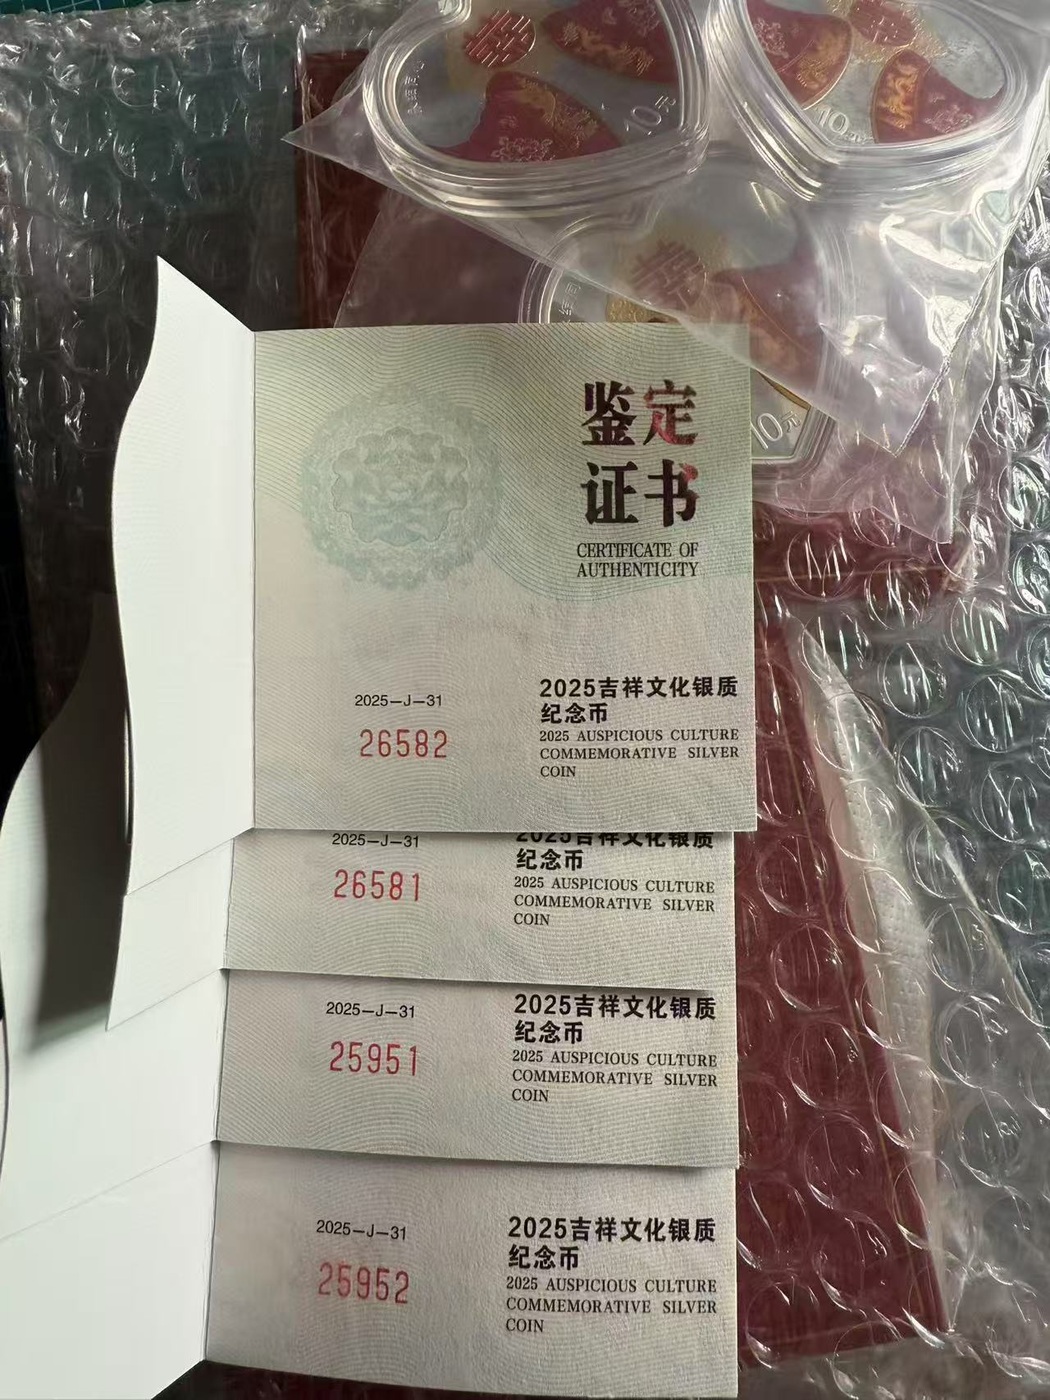 10元
10元
10元
鉴定
证书
CERTIFICATE OF
AUTHENTICITY
2025吉祥文化银质
纪念币
2025 AUSPICIOUS CULTURE
COMMEMORATIVE SILVER
COIN
2025—J—31
26582
2025吉祥文化银质
纪念币
2025 AUSPICIOUS CULTURE
COMMEMORATIVE SILVER
COIN
2025—J—31
26581
2025吉祥文化银质
纪念币
2025 AUSPICIOUS CULTURE
COMMEMORATIVE SILVER
COIN
2025—J—31
25951
2025吉祥文化银质
纪念币
2025 AUSPICIOUS CULTURE
COMMEMORATIVE SILVER
COIN
2025—J—31
25952